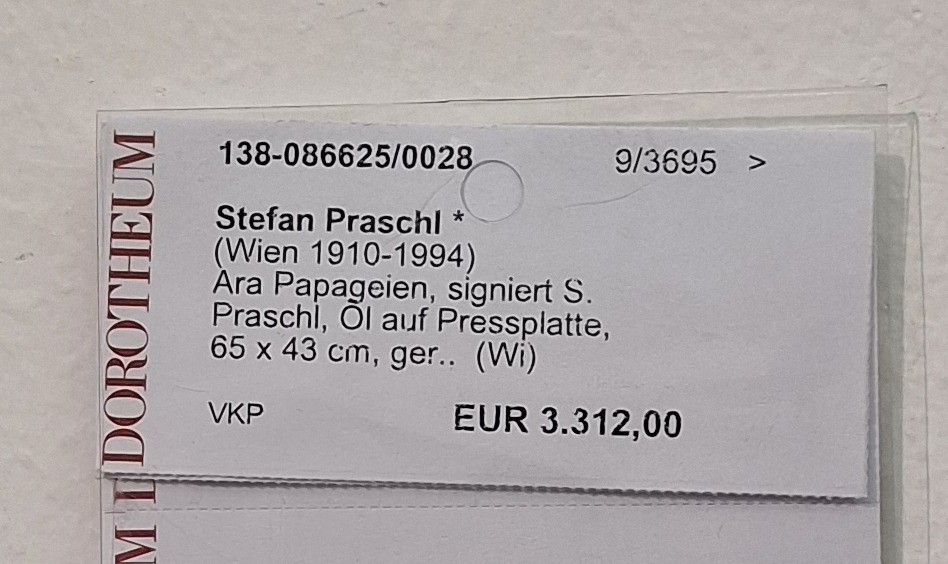 138-086625/0028 9/3695 >
Stefan Praschl *
(Wien 1910-1994)
Ara Papageien, signiert S.
Praschl, Öl auf Pressplatte,
65 x 43 cm, ger.. (Wi)
VKP EUR 3.312,00
DOROTHEUM
M